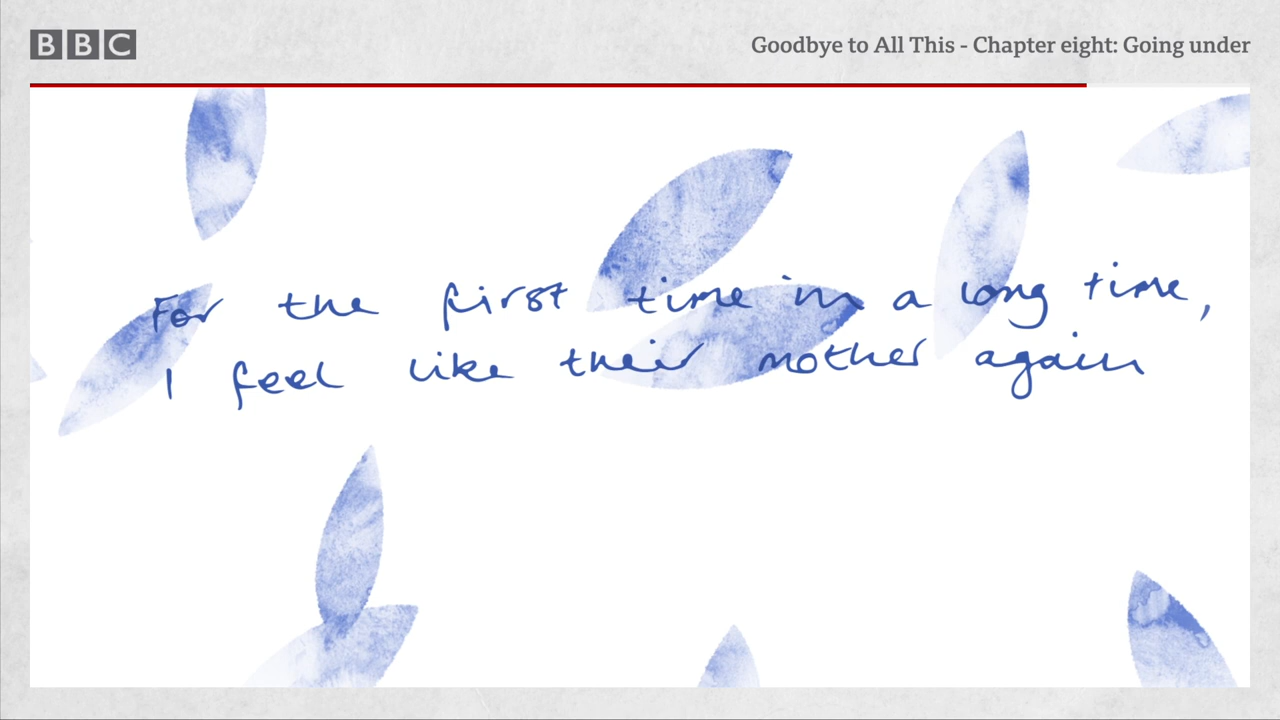 BBC
Goodbye to All This - Chapter eight: Going under
For the first time in a long time,
I feel like their mother again